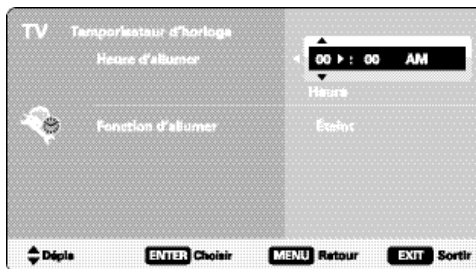 TV Temporisateur d'horloge
Heure d'allumer 00 : 00 AM
Heure
Fonction d'allumer Éteint
Dépla ENTER Choisir MENU Retour EXIT Sortir